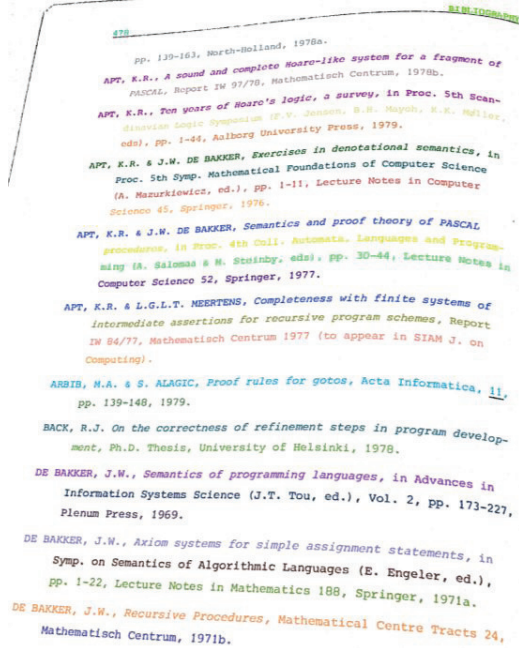 478
BIBLIOGRAPHY
pp. 139-163, North-Holland, 1978a.
APT, K.R., A sound and complete Hoare-like system for a fragment of
PASCAL, Report IW 97/78, Mathematisch Centrum, 1978b.
APT, K.R., Ten years of Hoare's logic, a survey, in Proc. 5th Scan-
dinavian Logic Symposium (F.V. Jensen, B.H. Mayoh, K.K. Møller,
eds), pp. 1-44, Aalborg University Press, 1979.
APT, K.R. & J.W. DE BAKKER, Exercises in denotational semantics, in
Proc. 5th Symp. Mathematical Foundations of Computer Science
(A. Mazurkiewicz, ed.), pp. 1-11, Lecture Notes in Computer
Science 45, Springer, 1976.
APT, K.R. & J.W. DE BAKKER, Semantics and proof theory of PASCAL
procedures, in Proc. 4th Coll. Automata, Languages and Program-
ming (A. Salomaa & M. Steinby, eds), pp. 30-44, Lecture Notes in
Computer Science 52, Springer, 1977.
APT, K.R. & L.G.L.T. MEERTENS, Completeness with finite systems of
intermediate assertions for recursive program schemes, Report
IW 84/77, Mathematisch Centrum 1977 (to appear in SIAM J. on
Computing).
ARBIB, M.A. & S. ALAGIC, Proof rules for gotos, Acta Informatica, 11,
pp. 139-148, 1979.
BACK, R.J. On the correctness of refinement steps in program develop-
ment, Ph.D. Thesis, University of Helsinki, 1978.
DE BAKKER, J.W., Semantics of programming languages, in Advances in
Information Systems Science (J.T. Tou, ed.), Vol. 2, pp. 173-227,
Plenum Press, 1969.
DE BAKKER, J.W., Axiom systems for simple assignment statements, in
Symp. on Semantics of Algorithmic Languages (E. Engeler, ed.),
pp. 1-22, Lecture Notes in Mathematics 188, Springer, 1971a.
DE BAKKER, J.W., Recursive Procedures, Mathematical Centre Tracts 24,
Mathematisch Centrum, 1971b.